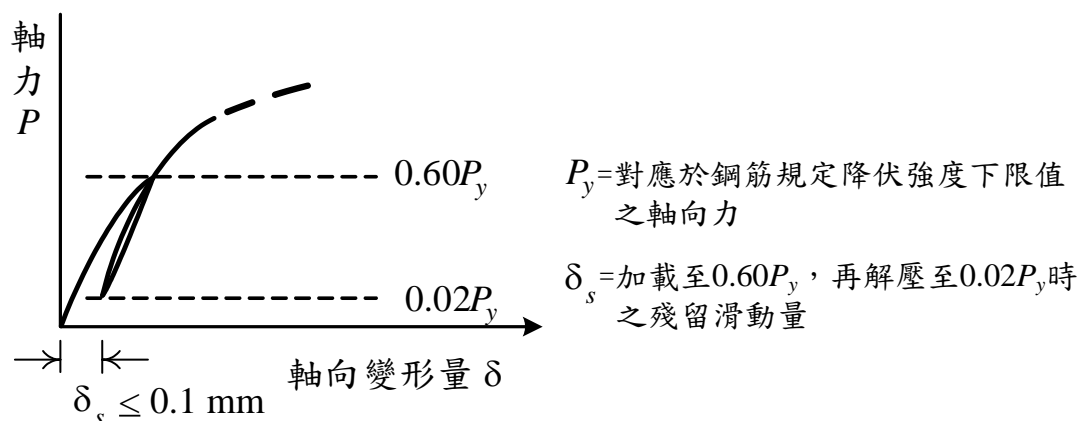 軸
力
P
0.60Py
0.02Py
軸向變形量 δ
δs ≤ 0.1 mm
Py=對應於鋼筋規定降伏強度下限值
之軸向力
δs=加載至0.60Py，再解壓至0.02Py時
之殘留滑動量